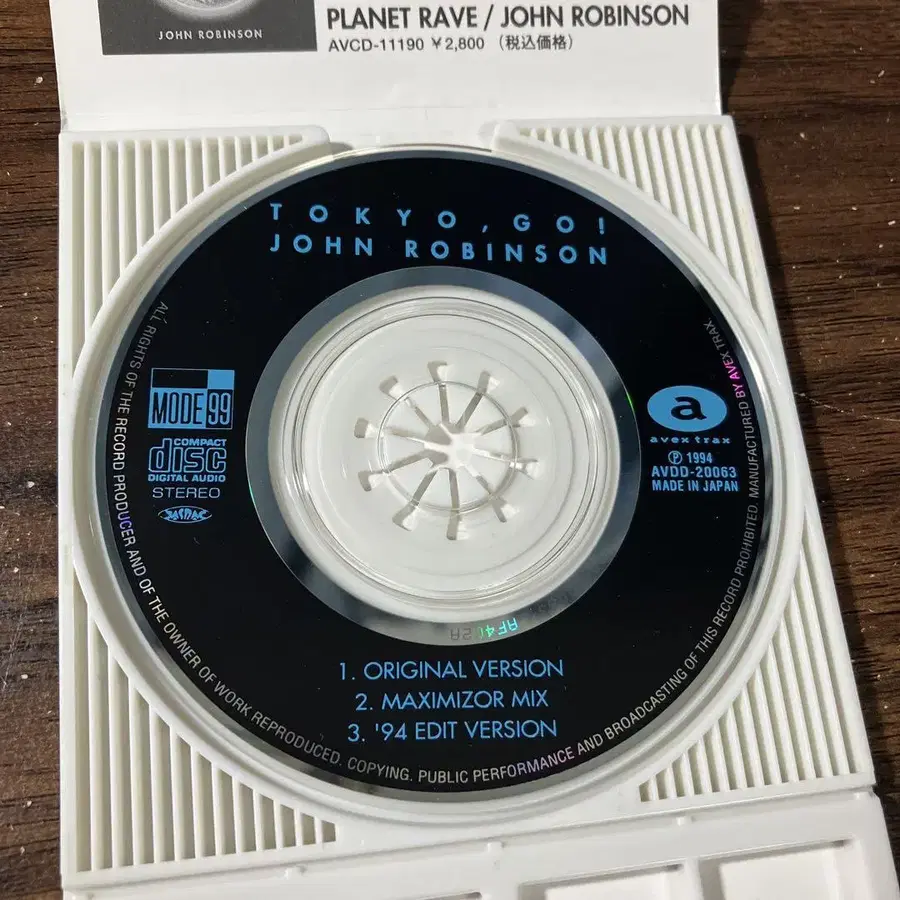 JOHN ROBINSON
PLANET RAVE / JOHN ROBINSON
AVCD-11190 ¥2,800 (税込価格)
TOKYO, GO!
JOHN ROBINSON
MODE 99
COMPACT
disc
DIGITAL AUDIO
STEREO
JASRAC
a
avex trax
Ⓟ 1994
AVDD-20063
MADE IN JAPAN
1. ORIGINAL VERSION
2. MAXIMIZOR MIX
3. '94 EDIT VERSION
ALL RIGHTS OF THE RECORD PRODUCER AND OF THE OWNER OF WORK REPRODUCED. COPYING. PUBLIC PERFORMANCE AND BROADCASTING OF THIS RECORD PROHIBITED. MANUFACTURED BY AVEX TRAX.